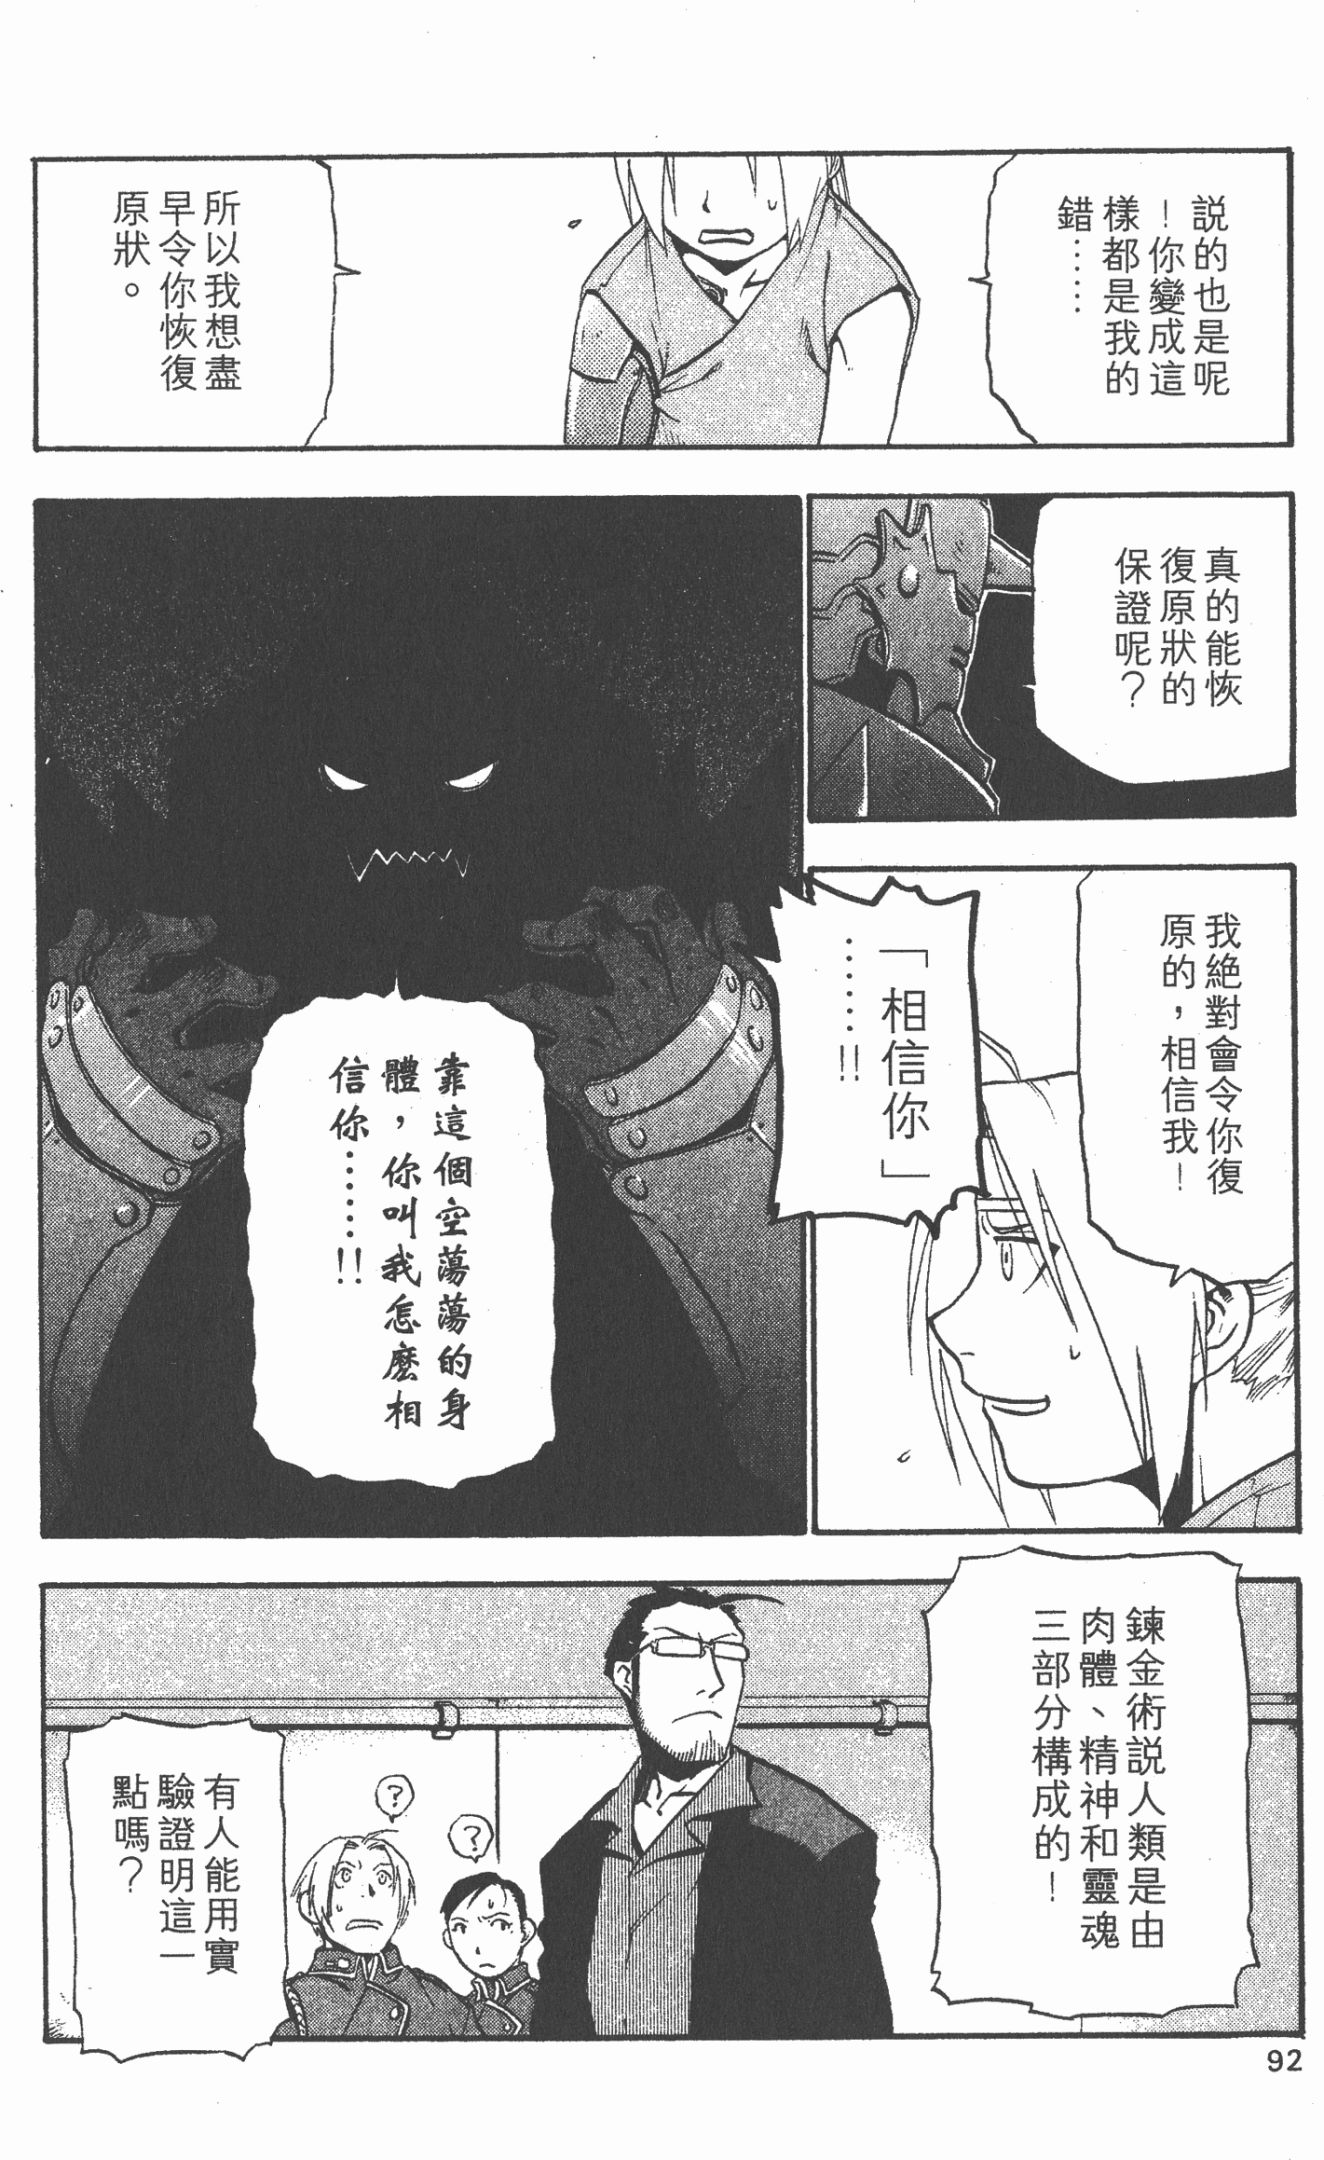 説的也是呢
！你變成這
樣都是我的
錯……
所以我想盡
早令你恢復
原狀。
真的能恢
復原狀的
保證呢？
我絕對會令你復
原的，相信我！
「相信你」
……!!
靠這個空蕩蕩的身
體，你叫我怎麼相
信你……!!
鍊金術說人類是由
肉體、精神和靈魂
三部分構成的！
？
？
有人能用實
驗證明這一
點嗎？
92